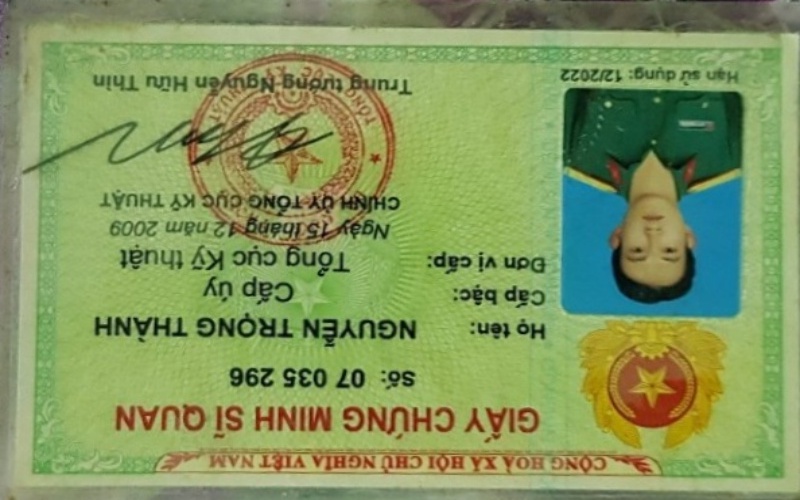 CỘNG HOÀ XÃ HỘI CHỦ NGHĨA VIỆT NAM
GIẤY CHỨNG MINH SĨ QUAN
Số: 07 035 296
Họ tên: NGUYỄN TRỌNG THÀNH
Cấp bậc: Cấp úy
Đơn vị cấp: Tổng cục Kỹ thuật
Ngày 15 tháng 12 năm 2009
CHÍNH ỦY TỔNG CỤC KỸ THUẬT
Trung tướng Nguyễn Hữu Thìn
Hạn sử dụng: 12/2022